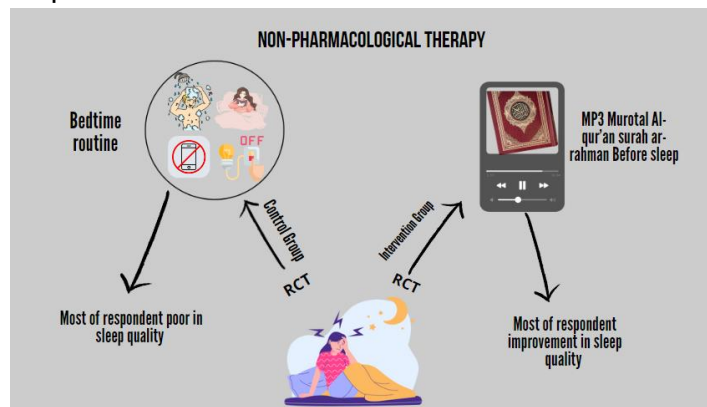 NON-PHARMACOLOGICAL THERAPY
Bedtime
routine
OFF
MP3 Murotal Al-
qur'an surah ar-
rahman Before sleep
Control Group
RCT
Intervention Group
RCT
Most of respondent poor in
sleep quality
Most of respondent
improvement in sleep
quality